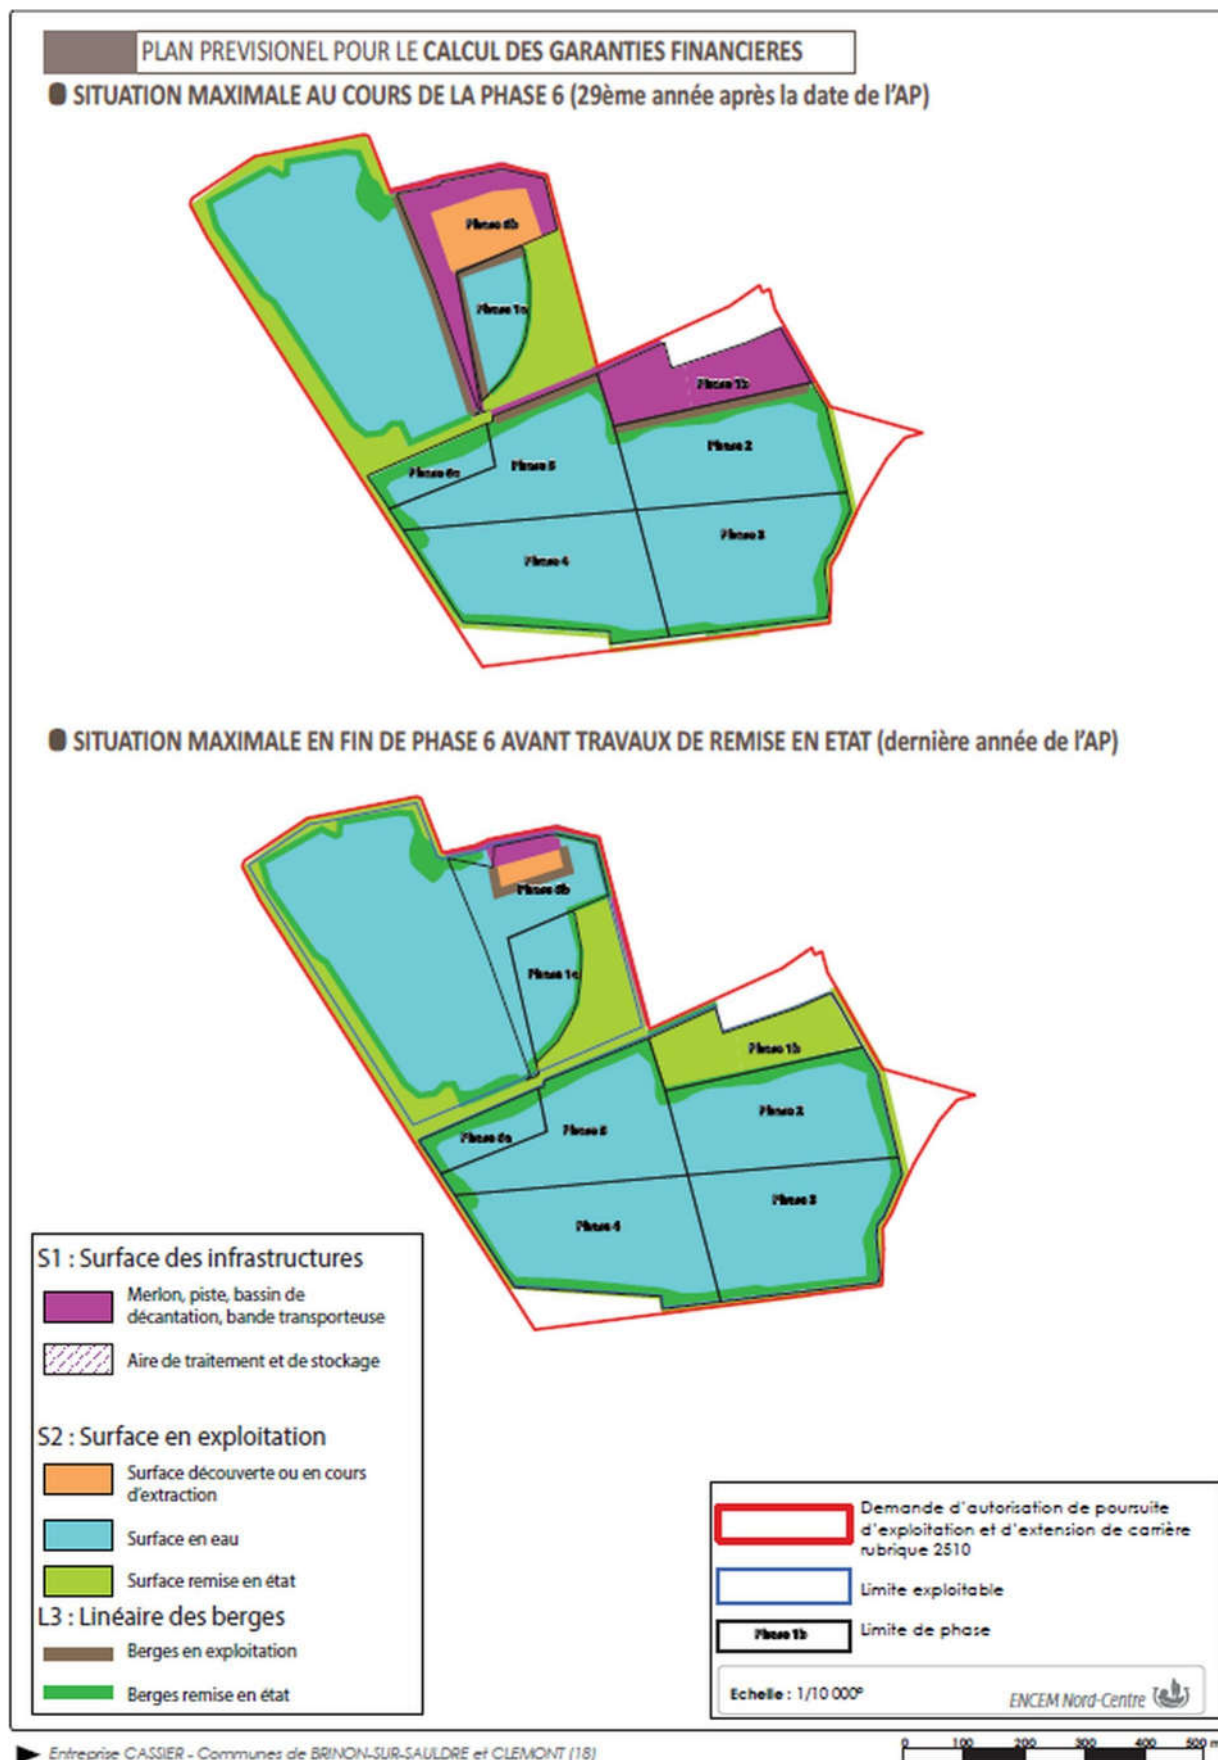 PLAN PREVISIONEL POUR LE CALCUL DES GARANTIES FINANCIERES
SITUATION MAXIMALE AU COURS DE LA PHASE 6 (29ème année après la date de l'AP)
Phase 6b
Phase 1a
Phase 1b
Phase 2
Phase 5
Phase 6a
Phase 3
Phase 4
SITUATION MAXIMALE EN FIN DE PHASE 6 AVANT TRAVAUX DE REMISE EN ETAT (dernière année de l'AP)
Phase 6b
Phase 1a
Phase 1b
Phase 2
Phase 5
Phase 6a
Phase 3
Phase 4
S1 : Surface des infrastructures
Merlon, piste, bassin de
décantation, bande transporteuse
Aire de traitement et de stockage
S2 : Surface en exploitation
Surface découverte ou en cours
d'extraction
Surface en eau
Surface remise en état
L3 : Linéaire des berges
Berges en exploitation
Berges remise en état
Demande d'autorisation de poursuite
d'exploitation et d'extension de carrière
rubrique 2510
Limite exploitable
Phase 1b
Limite de phase
Echelle : 1/10 000e
ENCEM Nord-Centre
Entreprise CASSIER - Communes de BRINON-SUR-SAULDRE et CLEMONT (18)
0 100 200 300 400 500 m